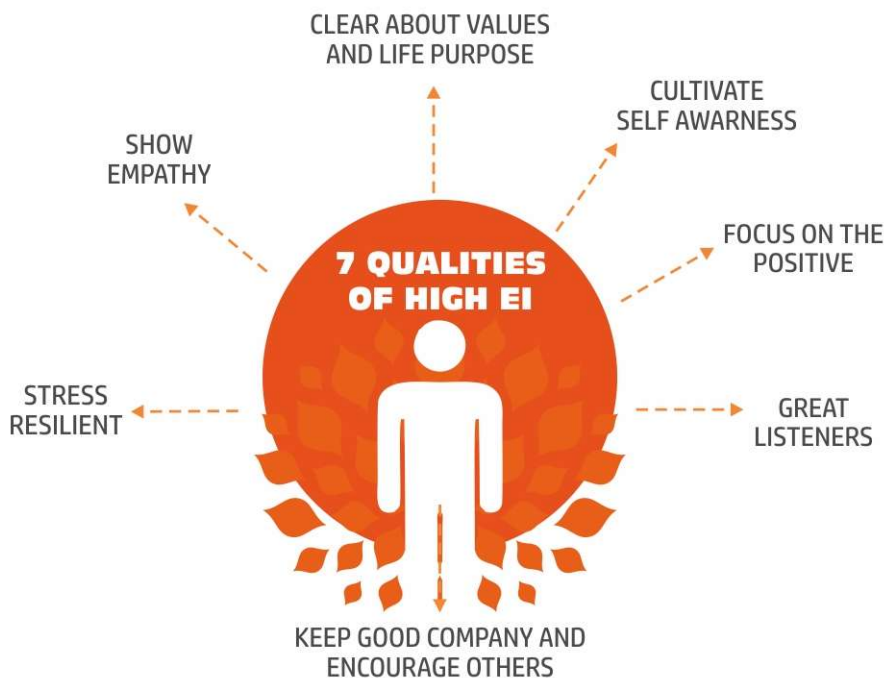 CLEAR ABOUT VALUES
AND LIFE PURPOSE
CULTIVATE
SELF AWARNESS
SHOW
EMPATHY
FOCUS ON THE
POSITIVE
7 QUALITIES
OF HIGH EI
STRESS
RESILIENT
GREAT
LISTENERS
KEEP GOOD COMPANY AND
ENCOURAGE OTHERS